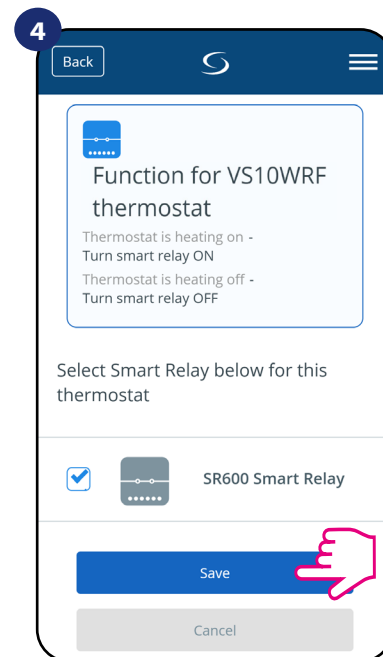 4
Back
Function for VS10WRF
thermostat
Thermostat is heating on -
Turn smart relay ON
Thermostat is heating off -
Turn smart relay OFF
Select Smart Relay below for this
thermostat
SR600 Smart Relay
Save
Cancel